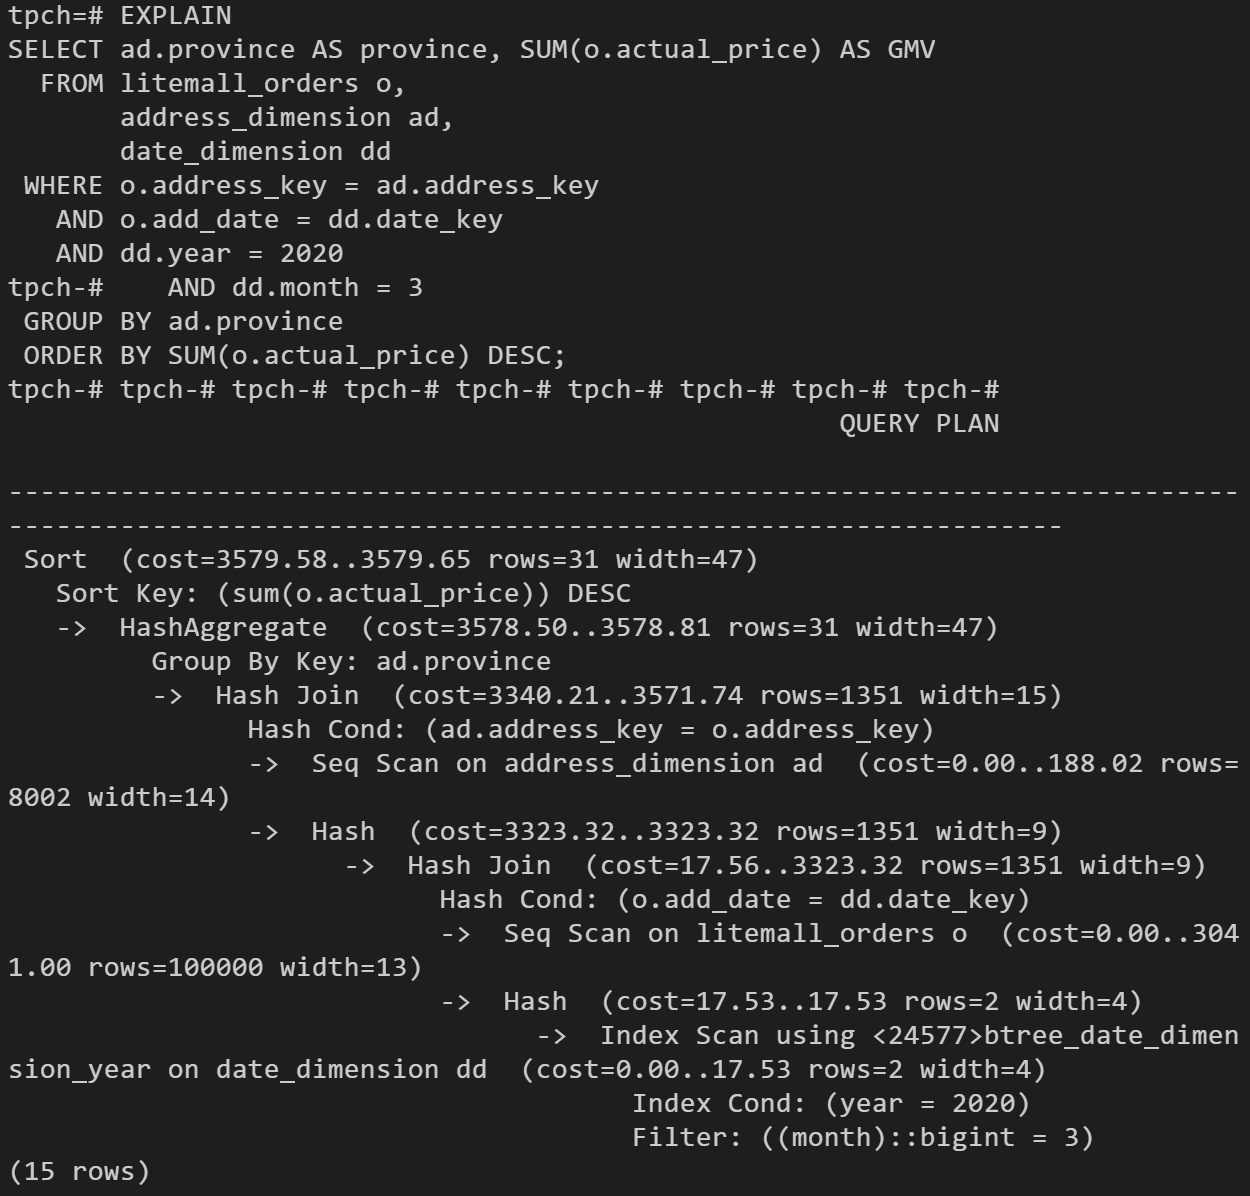 tpch=# EXPLAIN
SELECT ad.province AS province, SUM(o.actual_price) AS GMV
  FROM litemall_orders o,
       address_dimension ad,
       date_dimension dd
 WHERE o.address_key = ad.address_key
   AND o.add_date = dd.date_key
   AND dd.year = 2020
tpch-#    AND dd.month = 3
 GROUP BY ad.province
 ORDER BY SUM(o.actual_price) DESC;
tpch-# tpch-# tpch-# tpch-# tpch-# tpch-# tpch-# tpch-# tpch-#
                                                    QUERY PLAN
-----------------------------------------------------------------------------
------------------------------------------------------------------
 Sort  (cost=3579.58..3579.65 rows=31 width=47)
   Sort Key: (sum(o.actual_price)) DESC
   ->  HashAggregate  (cost=3578.50..3578.81 rows=31 width=47)
         Group By Key: ad.province
         ->  Hash Join  (cost=3340.21..3571.74 rows=1351 width=15)
               Hash Cond: (ad.address_key = o.address_key)
               ->  Seq Scan on address_dimension ad  (cost=0.00..188.02 rows=
8002 width=14)
               ->  Hash  (cost=3323.32..3323.32 rows=1351 width=9)
                     ->  Hash Join  (cost=17.56..3323.32 rows=1351 width=9)
                           Hash Cond: (o.add_date = dd.date_key)
                           ->  Seq Scan on litemall_orders o  (cost=0.00..304
1.00 rows=100000 width=13)
                           ->  Hash  (cost=17.53..17.53 rows=2 width=4)
                                 ->  Index Scan using <24577>btree_date_dimen
sion_year on date_dimension dd  (cost=0.00..17.53 rows=2 width=4)
                                       Index Cond: (year = 2020)
                                       Filter: ((month)::bigint = 3)
(15 rows)